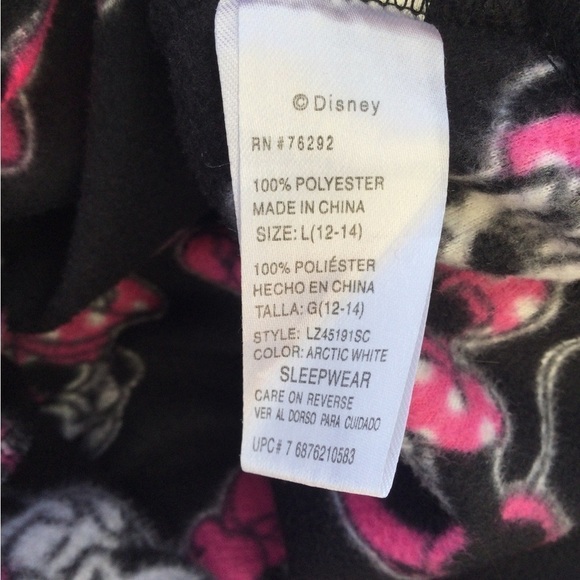 © Disney
RN #76292
100% POLYESTER
MADE IN CHINA
SIZE: L(12-14)
100% POLIÉSTER
HECHO EN CHINA
TALLA: G(12-14)
STYLE: LZ45191SC
COLOR: ARCTIC WHITE
SLEEPWEAR
CARE ON REVERSE
VER AL DORSO PARA CUIDADO
UPC# 7 6876210583